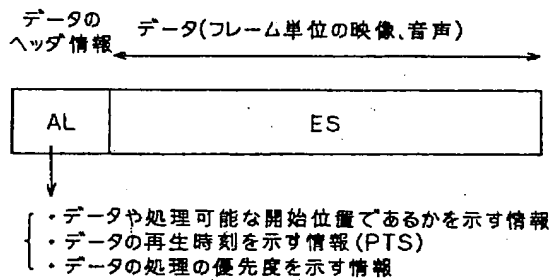 データの
ヘッダ情報
データ(フレーム単位の映像、音声)
AL
ES
・データや処理可能な開始位置であるかを示す情報
・データの再生時刻を示す情報(PTS)
・データの処理の優先度を示す情報